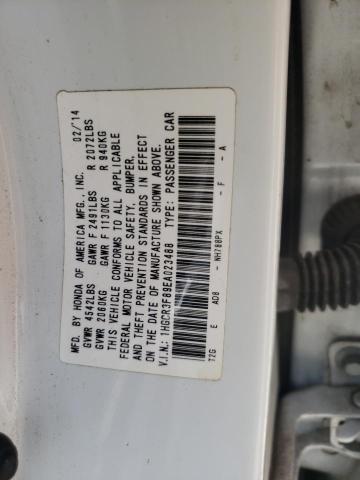 MFD. BY HONDA OF AMERICA MFG., INC. 02/'14
GVWR 4542LBS GAWR F 2491LBS R 2072LBS
GVWR 2060KG GAWR F 1130KG R 940KG
THIS VEHICLE CONFORMS TO ALL APPLICABLE
FEDERAL MOTOR VEHICLE SAFETY, BUMPER,
AND THEFT PREVENTION STANDARDS IN EFFECT
ON THE DATE OF MANUFACTURE SHOWN ABOVE.
V.I.N.: 1HGCR3F89EA023488 TYPE: PASSENGER CAR
T2G E AD8 - NH788PX - F - A